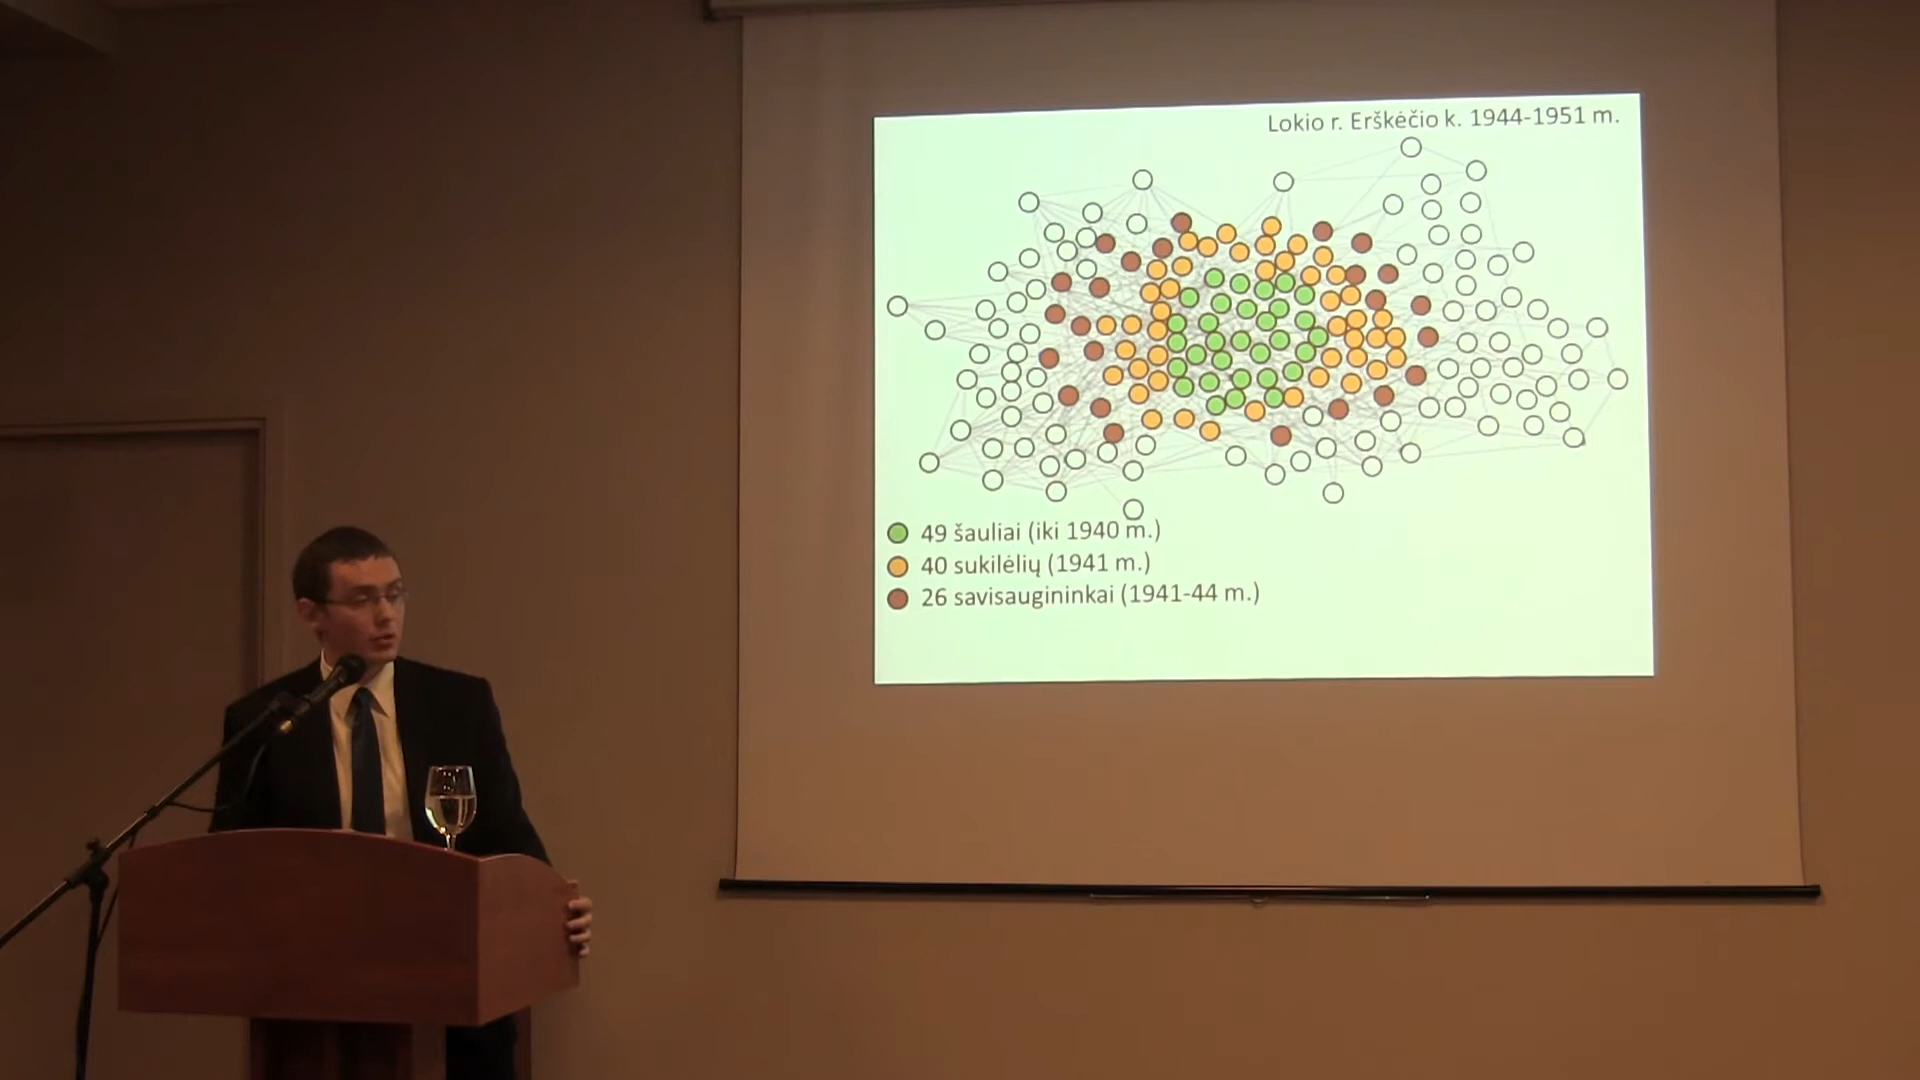 Lokio r. Erškėčio k. 1944-1951 m.
49 šauliai (iki 1940 m.)
40 sukilėlių (1941 m.)
26 savisaugininkai (1941-44 m.)